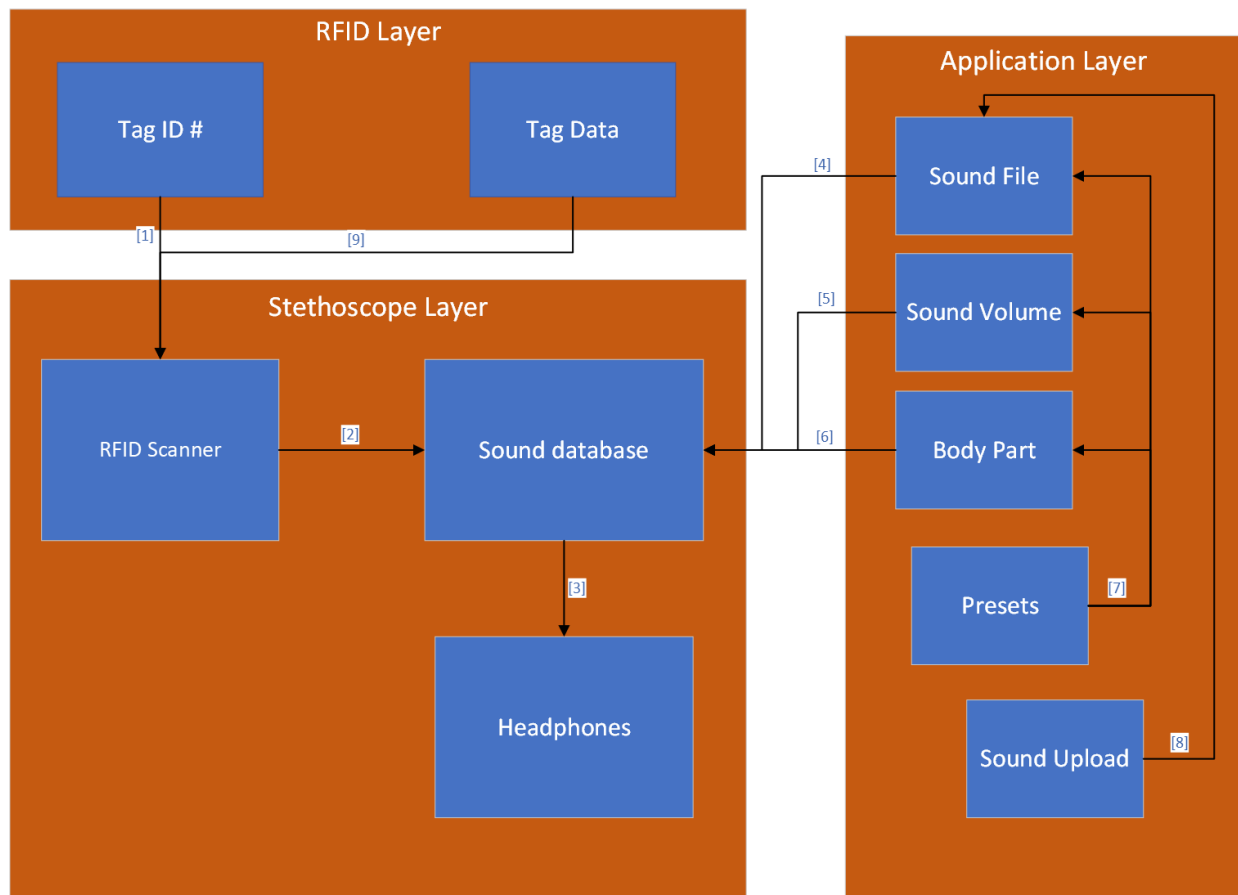 RFID Layer
Tag ID #
Tag Data
[1]
[9]
Stethoscope Layer
RFID Scanner
[2]
Sound database
[3]
Headphones
Application Layer
[4]
Sound File
[5]
Sound Volume
[6]
Body Part
Presets
[7]
Sound Upload
[8]